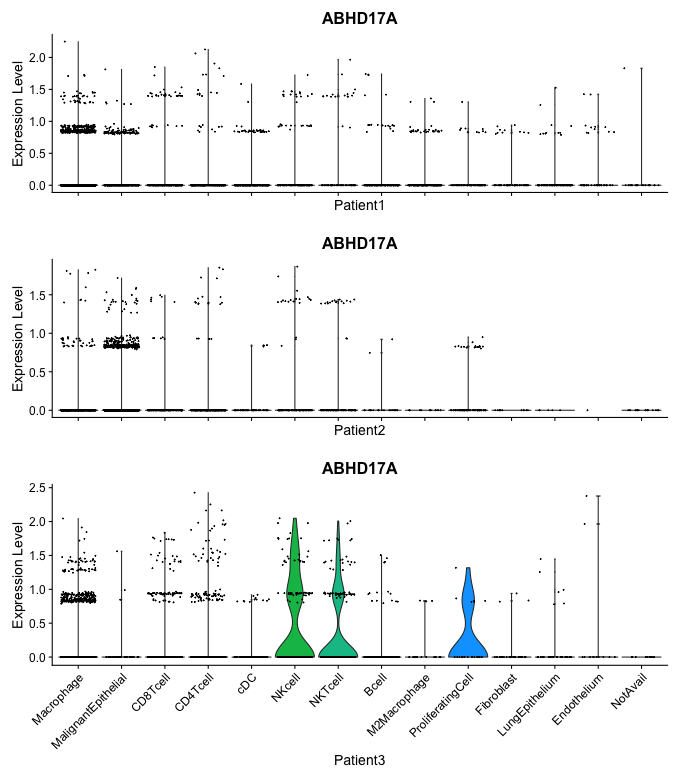 ABHD17A
Expression Level
2.0
1.5
1.0
0.5
0.0
Patient1
ABHD17A
Expression Level
1.5
1.0
0.5
0.0
Patient2
ABHD17A
Expression Level
2.5
2.0
1.5
1.0
0.5
0.0
Macrophage
MalignantEpithelial
CD8Tcell
CD4Tcell
cDC
NKcell
NKTcell
Bcell
M2Macrophage
ProliferatingCell
Fibroblast
LungEpithelium
Endothelium
NotAvail
Patient3